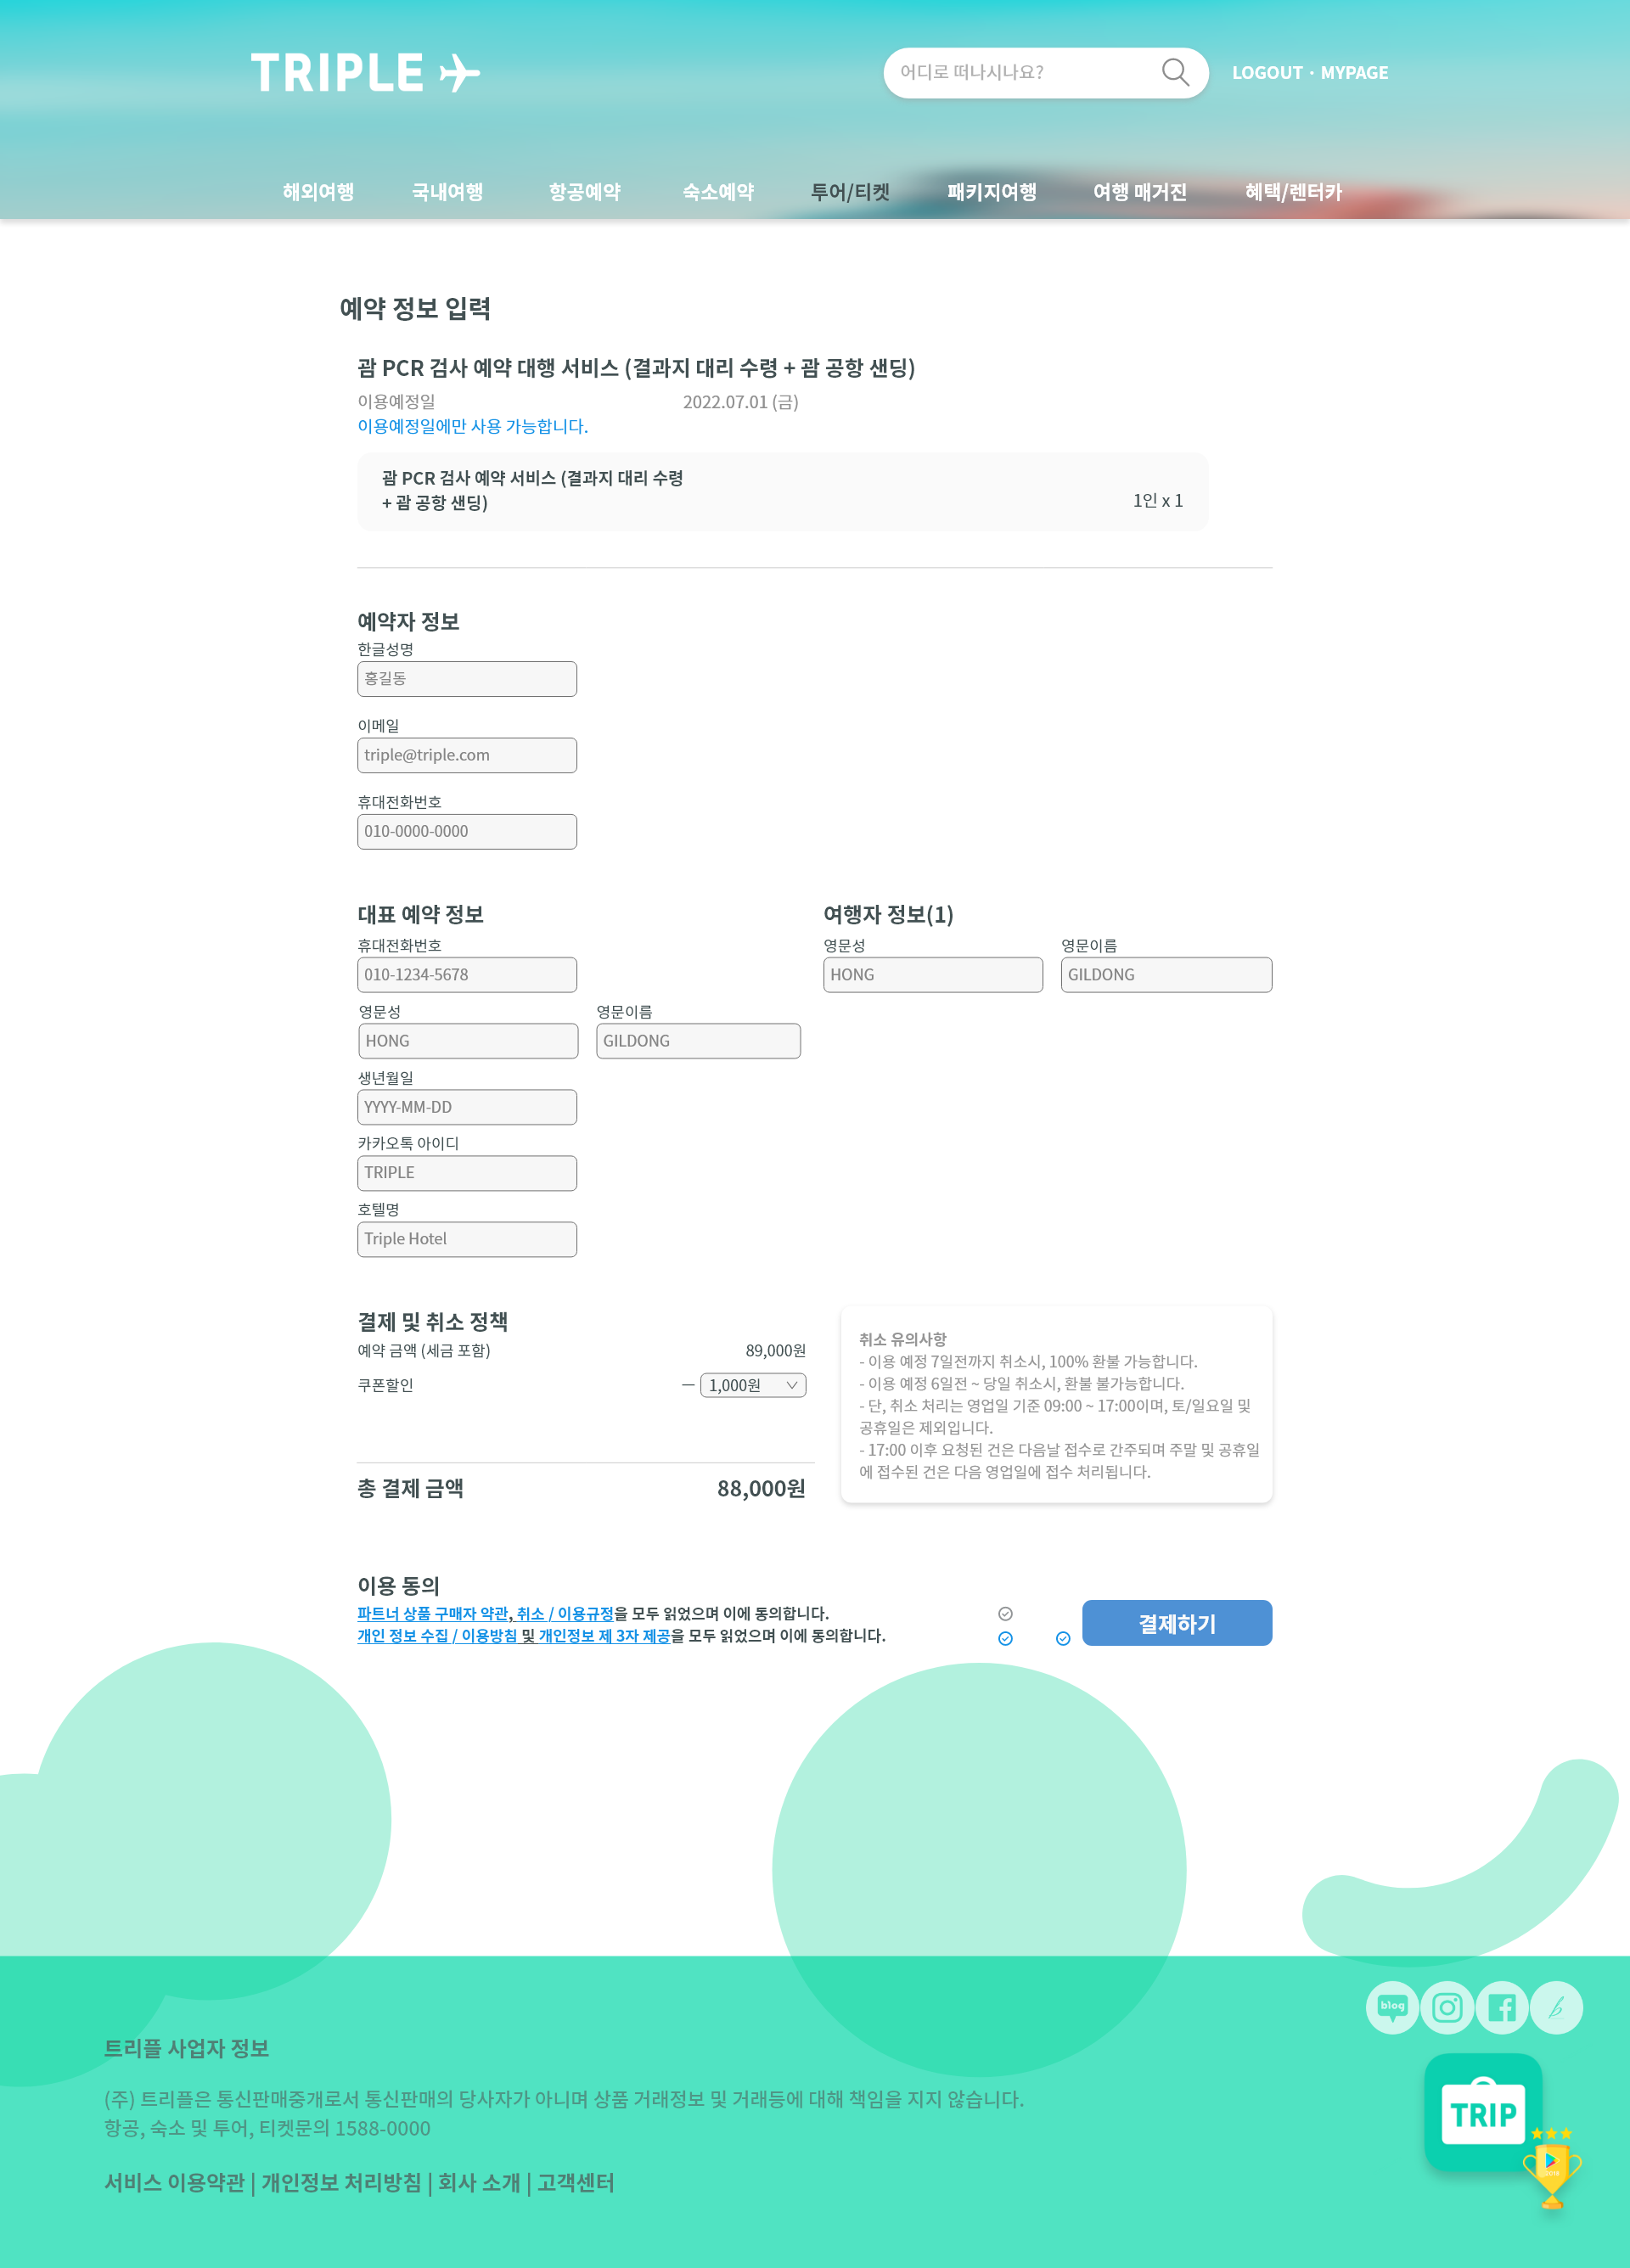 TRIPLE
어디로 떠나시나요?
LOGOUT · MYPAGE
해외여행 국내여행 항공예약 숙소예약 투어/티켓 패키지여행 여행 매거진 혜택/렌터카
예약 정보 입력
괌 PCR 검사 예약 대행 서비스 (결과지 대리 수령 + 괌 공항 샌딩)
이용예정일 2022.07.01 (금)
이용예정일에만 사용 가능합니다.
괌 PCR 검사 예약 서비스 (결과지 대리 수령
+ 괌 공항 샌딩)
1인 x 1
예약자 정보
한글성명
홍길동
이메일
triple@triple.com
휴대전화번호
010-0000-0000
대표 예약 정보
휴대전화번호
010-1234-5678
영문성 영문이름
HONG GILDONG
생년월일
YYYY-MM-DD
카카오톡 아이디
TRIPLE
호텔명
Triple Hotel
여행자 정보(1)
영문성 영문이름
HONG GILDONG
결제 및 취소 정책
예약 금액 (세금 포함) 89,000원
쿠폰할인 ─ 1,000원
총 결제 금액 88,000원
취소 유의사항
- 이용 예정 7일전까지 취소시, 100% 환불 가능합니다.
- 이용 예정 6일전 ~ 당일 취소시, 환불 불가능합니다.
- 단, 취소 처리는 영업일 기준 09:00 ~ 17:00이며, 토/일요일 및
공휴일은 제외입니다.
- 17:00 이후 요청된 건은 다음날 접수로 간주되며 주말 및 공휴일
에 접수된 건은 다음 영업일에 접수 처리됩니다.
이용 동의
파트너 상품 구매자 약관, 취소 / 이용규정을 모두 읽었으며 이에 동의합니다.
개인 정보 수집 / 이용방침 및 개인정보 제 3자 제공을 모두 읽었으며 이에 동의합니다.
결제하기
blog
트리플 사업자 정보
(주) 트리플은 통신판매중개로서 통신판매의 당사자가 아니며 상품 거래정보 및 거래등에 대해 책임을 지지 않습니다.
항공, 숙소 및 투어, 티켓문의 1588-0000
서비스 이용약관 | 개인정보 처리방침 | 회사 소개 | 고객센터
TRIP